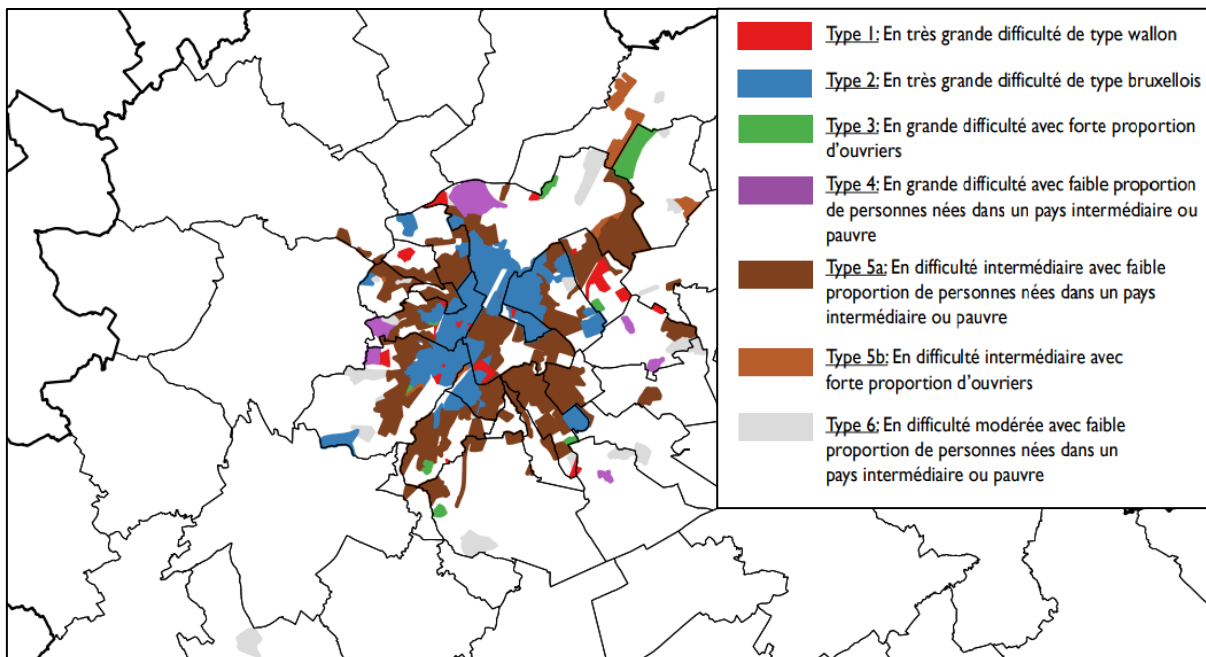 Type 1: En très grande difficulté de type wallon
Type 2: En très grande difficulté de type bruxellois
Type 3: En grande difficulté avec forte proportion
d'ouvriers
Type 4: En grande difficulté avec faible proportion
de personnes nées dans un pays intermédiaire ou
pauvre
Type 5a: En difficulté intermédiaire avec faible
proportion de personnes nées dans un pays
intermédiaire ou pauvre
Type 5b: En difficulté intermédiaire avec
forte proportion d'ouvriers
Type 6: En difficulté modérée avec faible
proportion de personnes nées dans un
pays intermédiaire ou pauvre